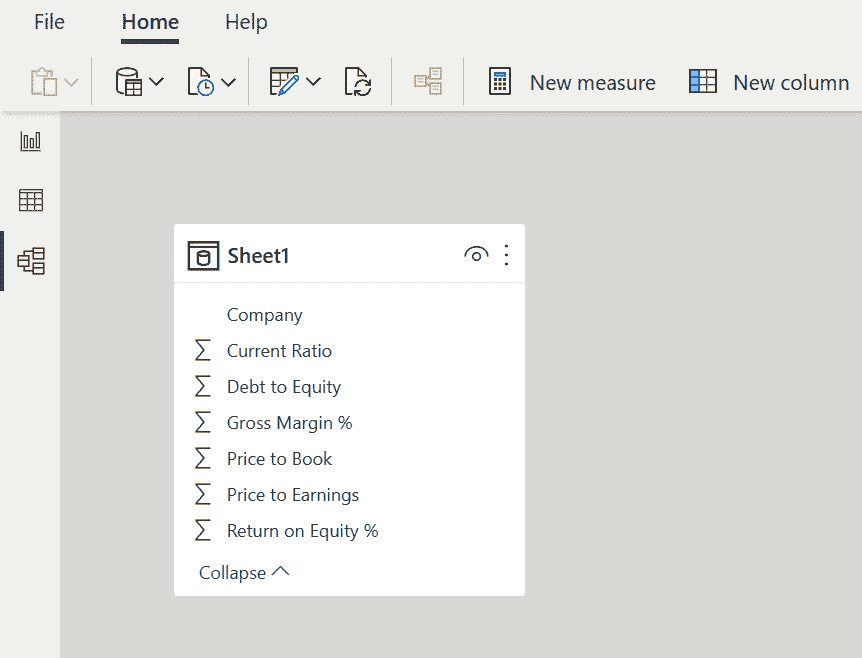 File Home Help
New measure New column
Sheet1
Company
Current Ratio
Debt to Equity
Gross Margin %
Price to Book
Price to Earnings
Return on Equity %
Collapse